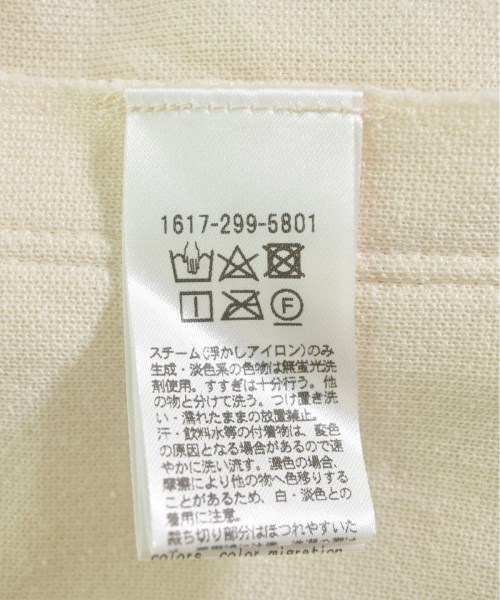 1617-299-5801
F
スチーム(浮かしアイロン)のみ
生成・淡色系の色物は無蛍光洗
剤使用。すすぎは十分行う。他
の物と分けて洗う。つけ置き洗
い・濡れたままの放置禁止。
汗・飲料水等の付着物は、変色
の原因となる場合があるので速
やかに洗い流す。濃色の場合、
摩擦により他の物へ色移りする
ことがあるため、白・淡色との
着用に注意。
裁ち切り部分はほつれやすいた
colors, color migration